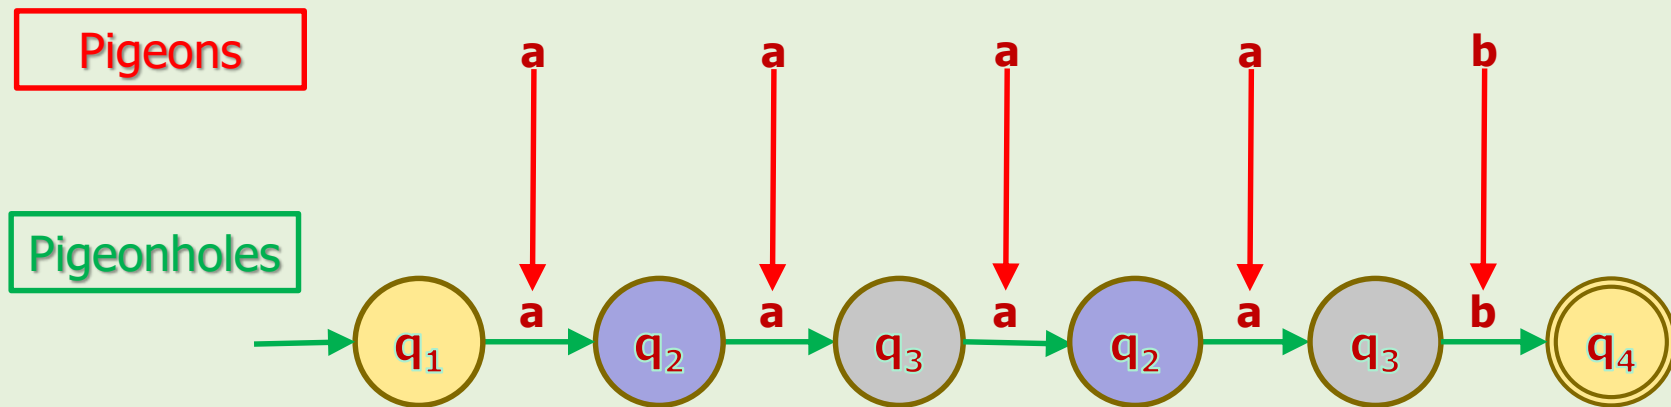 Pigeons a a a a b
Pigeonholes
a a a a b
q₁ q₂ q₃ q₂ q₃ q₄